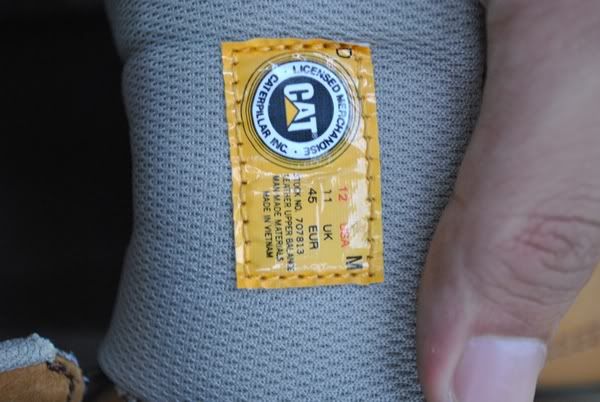 LICENSED MERCHANDISE
CAT
CATERPILLAR INC.
M
12 USA
11 UK
45 EUR
STOCK NO. 707813
LEATHER UPPER BALANCE
MAN MADE MATERIALS
MADE IN VIETNAM